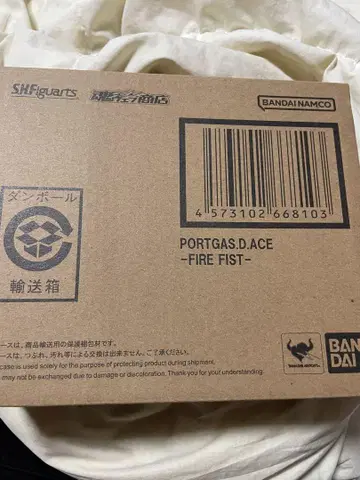 S.H.Figuarts 魂ウェブ商店
BANDAI NAMCO
4 573102 668103
ダンボール
輸送箱
PORTGAS.D.ACE
-FIRE FIST-
ースは、商品輸送用の保護梱包材です。
ースは、つぶれ、汚れ等による交換は出来ません。ご了承ください。
case is used solely for the purpose of protecting product during shipment.
may not be exchanged due to damage or discoloration. Thank you for your understanding.
BAN
DAI